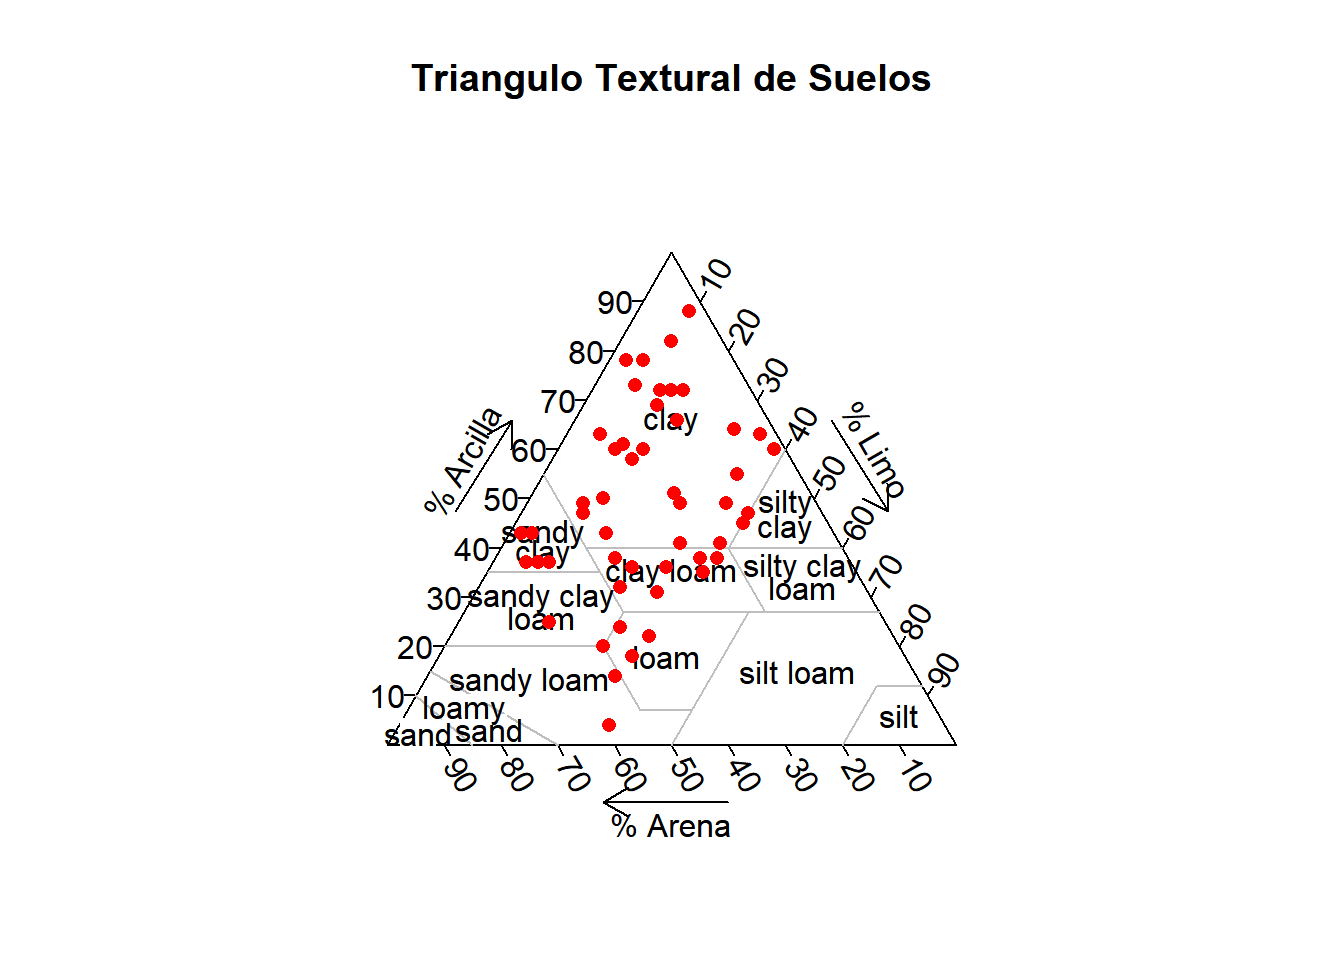 Triangulo Textural de Suelos
10
90
20
80
30
70
% Arcilla
% Limo
clay
40
60
50
50
silty
clay
sandy
clay
60
40
clay loam
silty clay
loam
70
30
sandy clay
loam
80
20
loam
silt loam
90
sandy loam
10
loamy
sand
silt
sand
90
80
70
60
50
40
30
20
10
% Arena